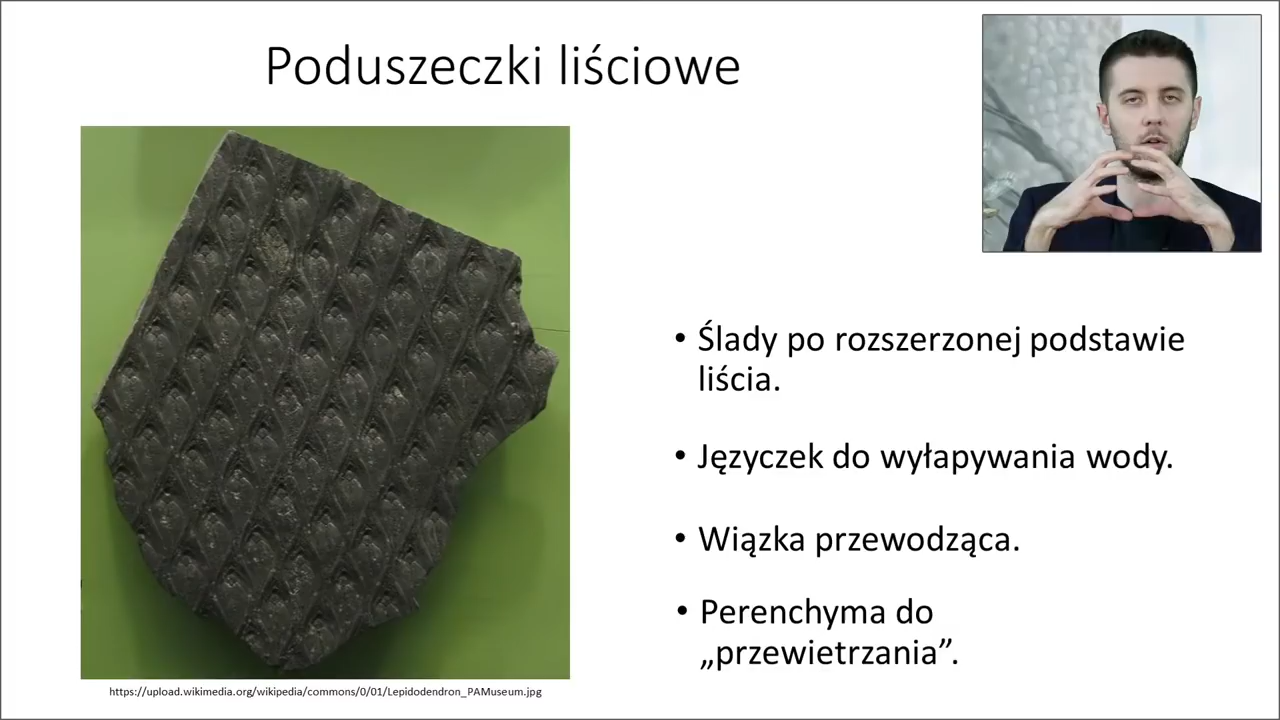 Poduszeczki liściowe
• Ślady po rozszerzonej podstawie
liścia.
• Języczek do wyłapywania wody.
• Wiązka przewodząca.
• Perenchyma do
„przewietrzania”.
https://upload.wikimedia.org/wikipedia/commons/0/01/Lepidodendron_PAMuseum.jpg